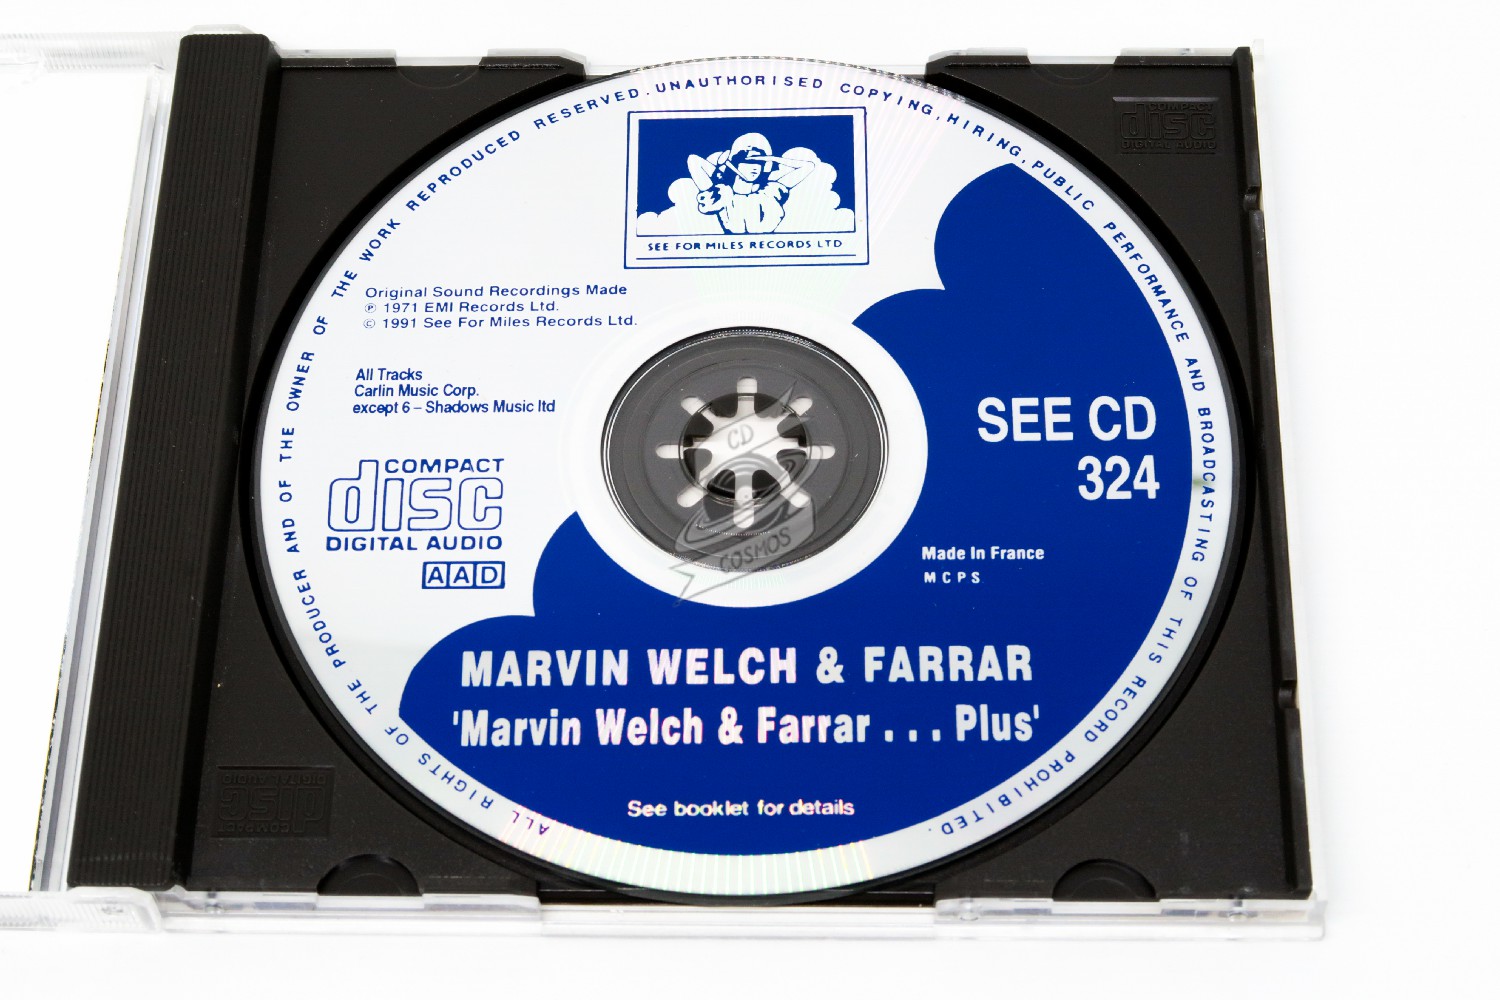 ALL RIGHTS OF THE PRODUCER AND OF THE OWNER OF THE WORK REPRODUCED RESERVED. UNAUTHORISED COPYING, HIRING, PUBLIC PERFORMANCE AND BROADCASTING OF THIS RECORD PROHIBITED.
SEE FOR MILES RECORDS LTD
Original Sound Recordings Made
℗ 1971 EMI Records Ltd.
© 1991 See For Miles Records Ltd.
All Tracks
Carlin Music Corp.
except 6 – Shadows Music ltd
COMPACT
disc
DIGITAL AUDIO
AAD
SEE CD
324
Made In France
MCPS
MARVIN WELCH & FARRAR
'Marvin Welch & Farrar . . . Plus'
See booklet for details
CD
COSMOS
COMPACT
disc
DIGITAL AUDIO
COMPACT
disc
DIGITAL AUDIO